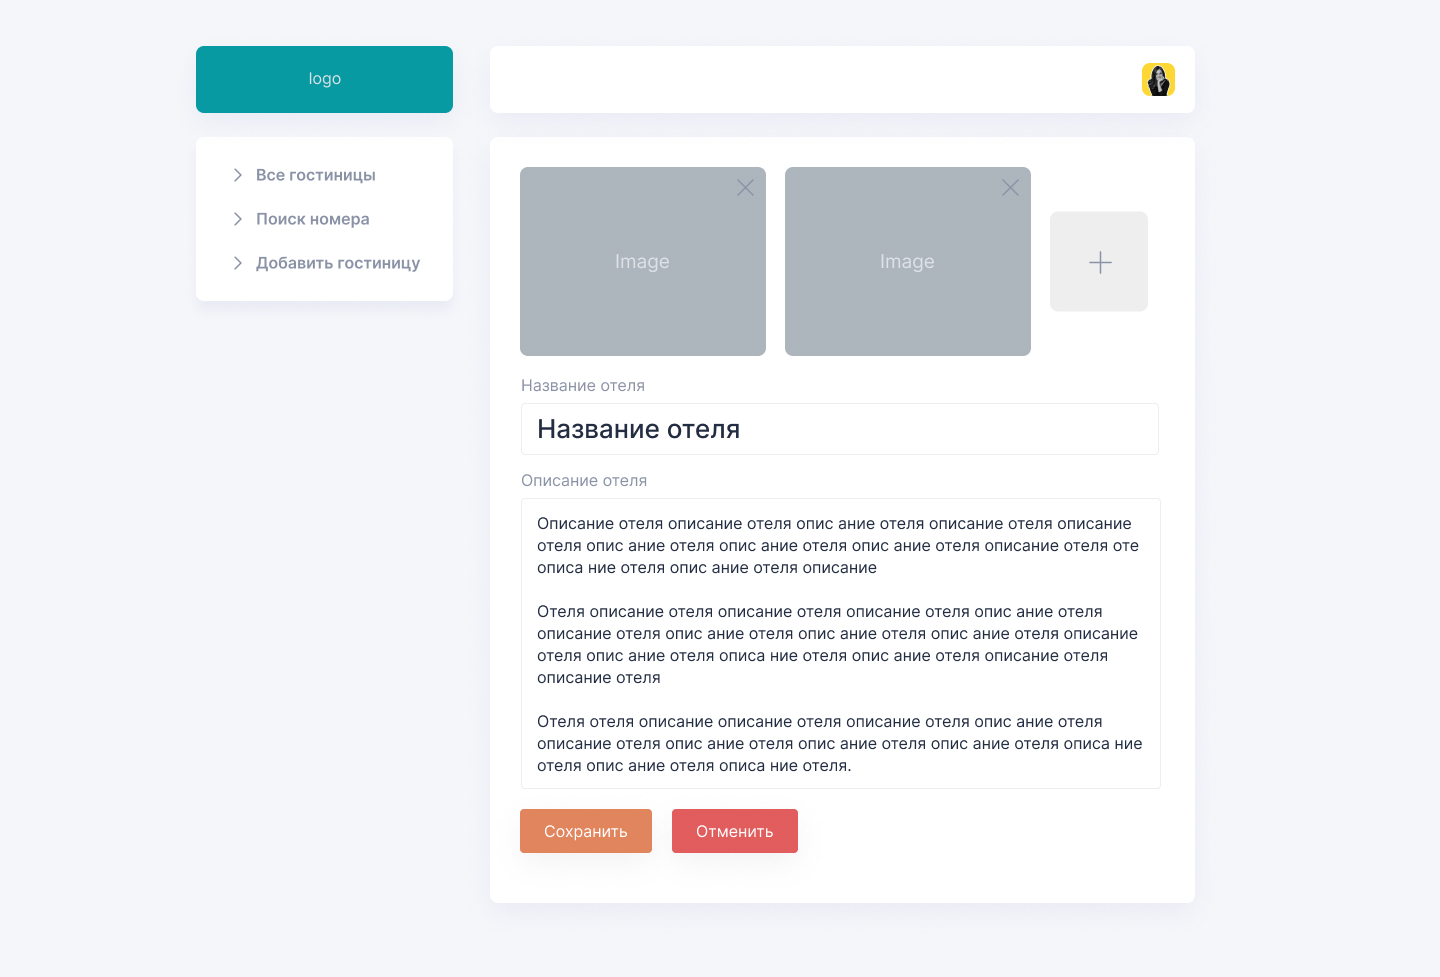 logo
Все гостиницы
Поиск номера
Добавить гостиницу
Image
Image
Название отеля
Название отеля
Описание отеля
Описание отеля описание отеля опис ание отеля описание отеля описание
отеля опис ание отеля опис ание отеля опис ание отеля описание отеля оте
описа ние отеля опис ание отеля описание
Отеля описание отеля описание отеля описание отеля опис ание отеля
описание отеля опис ание отеля опис ание отеля опис ание отеля описание
отеля опис ание отеля описа ние отеля опис ание отеля описание отеля
описание отеля
Отеля отеля описание описание отеля описание отеля опис ание отеля
описание отеля опис ание отеля опис ание отеля опис ание отеля описа ние
отеля опис ание отеля описа ние отеля.
Сохранить
Отменить